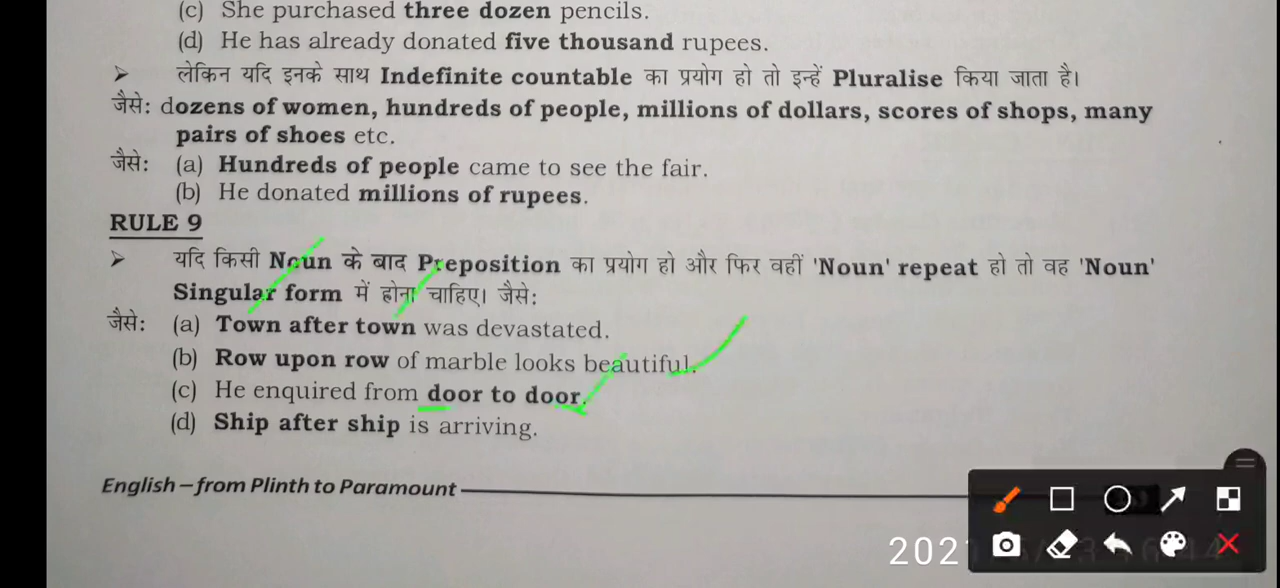 (c) She purchased three dozen pencils.
(d) He has already donated five thousand rupees.
➤ लेकिन यदि इनके साथ Indefinite countable का प्रयोग हो तो इन्हें Pluralise किया जाता है।
जैसे: dozens of women, hundreds of people, millions of dollars, scores of shops, many
pairs of shoes etc.
जैसे: (a) Hundreds of people came to see the fair.
(b) He donated millions of rupees.
RULE 9
➤ यदि किसी Noun के बाद Preposition का प्रयोग हो और फिर वहीं 'Noun' repeat हो तो वह 'Noun'
Singular form में होना चाहिए। जैसे:
जैसे: (a) Town after town was devastated.
(b) Row upon row of marble looks beautiful.
(c) He enquired from door to door.
(d) Ship after ship is arriving.
English – from Plinth to Paramount
202